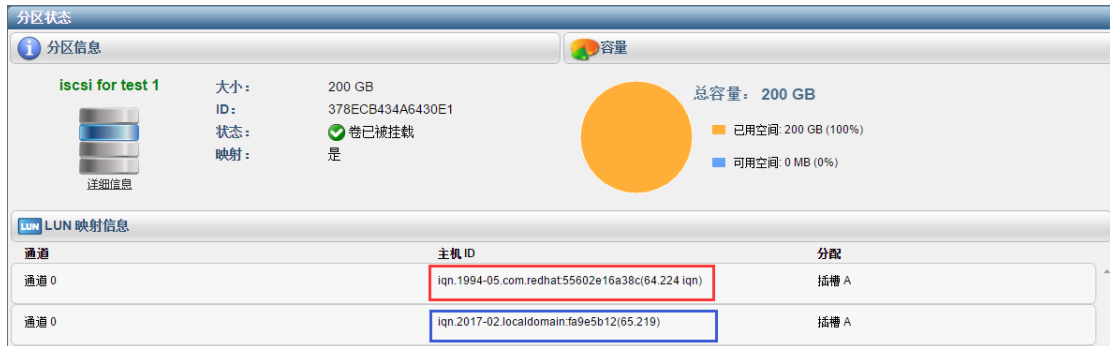 分区状态
分区信息
容量
iscsi for test 1
大小： 200 GB
ID： 378ECB434A6430E1
状态： 卷已被挂载
映射： 是
详细信息
总容量： 200 GB
已用空间: 200 GB (100%)
可用空间: 0 MB (0%)
LUN LUN 映射信息
通道 主机 ID 分配
通道 0 iqn.1994-05.com.redhat:55602e16a38c(64.224 iqn) 插槽 A
通道 0 iqn.2017-02.localdomain:fa9e5b12(65.219) 插槽 A